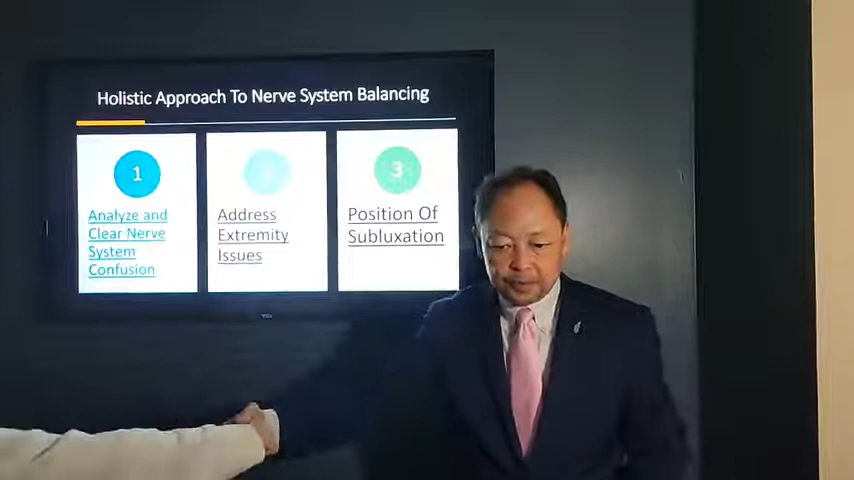 Holistic Approach To Nerve System Balancing
1
Analyze and
Clear Nerve
System
Confusion
Address
Extremity
Issues
3
Position Of
Subluxation
TCL